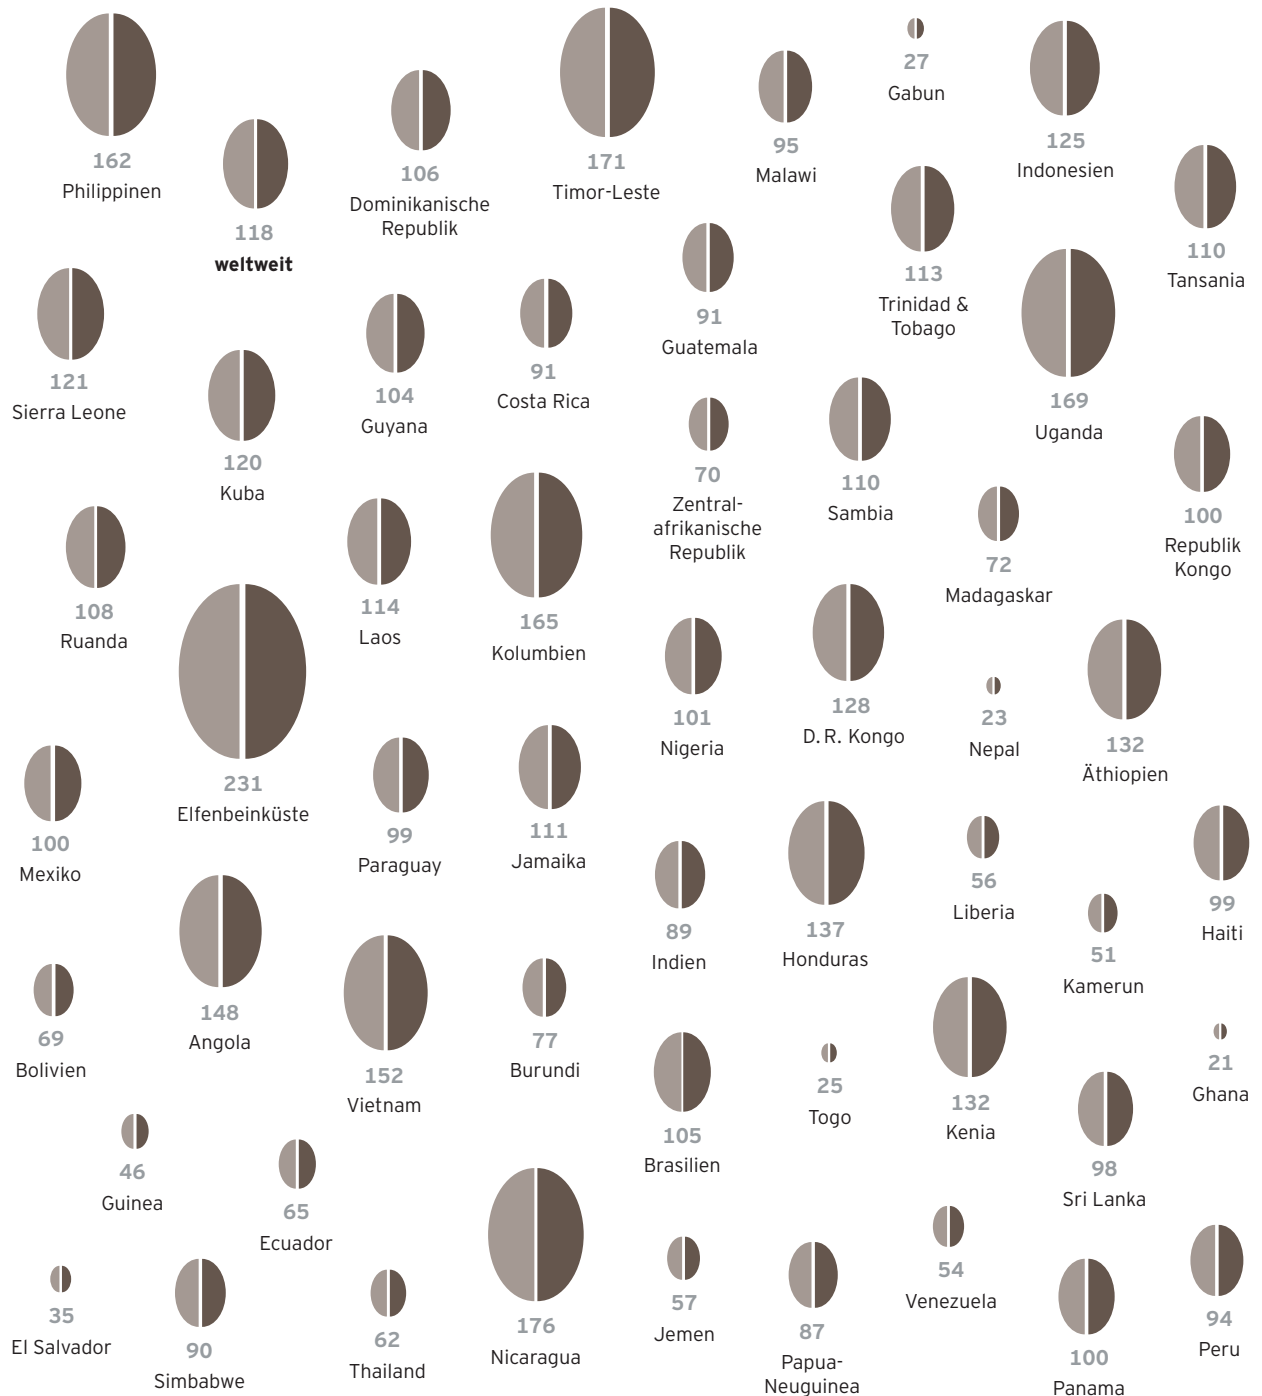 162
Philippinen
118
weltweit
106
Dominikanische
Republik
171
Timor-Leste
95
Malawi
27
Gabun
125
Indonesien
110
Tansania
113
Trinidad &
Tobago
91
Guatemala
121
Sierra Leone
120
Kuba
104
Guyana
91
Costa Rica
169
Uganda
70
Zentral-
afrikanische
Republik
110
Sambia
72
Madagaskar
100
Republik
Kongo
108
Ruanda
114
Laos
165
Kolumbien
231
Elfenbeinküste
101
Nigeria
128
D. R. Kongo
23
Nepal
132
Äthiopien
100
Mexiko
99
Paraguay
111
Jamaika
89
Indien
137
Honduras
56
Liberia
51
Kamerun
99
Haiti
69
Bolivien
148
Angola
152
Vietnam
77
Burundi
105
Brasilien
25
Togo
132
Kenia
98
Sri Lanka
21
Ghana
46
Guinea
65
Ecuador
35
El Salvador
90
Simbabwe
62
Thailand
176
Nicaragua
57
Jemen
87
Papua-
Neuguinea
54
Venezuela
100
Panama
94
Peru